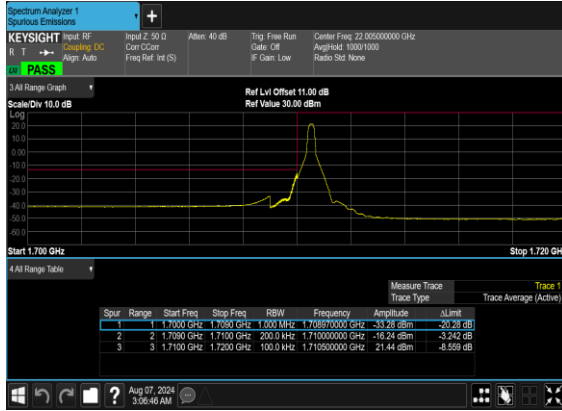 Spectrum Analyzer 1
Spurious Emissions
KEYSIGHT Input: RF Input Z: 50 Ω Atten: 40 dB Trig: Free Run Center Freq: 22.005000000 GHz
R T Coupling: DC Corr CCorr Gate: Off Avg|Hold: 1000/1000
Align: Auto Freq Ref: Int (S) IF Gain: Low Radio Std: None
PASS
3 All Range Graph
Ref Lvl Offset 11.00 dB
Scale/Div 10.0 dB Ref Value 30.00 dBm
Log
20.0
10.0
0.00
-10.0
-20.0
-30.0
-40.0
-50.0
-60.0
Start 1.700 GHz Stop 1.720 GH
4 All Range Table
Measure Trace Trace 1
Trace Type Trace Average (Active)
Spur Range Start Freq Stop Freq RBW Frequency Amplitude ΔLimit
1 1 1.7000 GHz 1.7090 GHz 1.000 MHz 1.708970000 GHz -33.28 dBm -20.28 dB
2 2 1.7090 GHz 1.7100 GHz 200.0 kHz 1.710000000 GHz -16.24 dBm -3.242 dB
3 3 1.7100 GHz 1.7200 GHz 100.0 kHz 1.710500000 GHz 21.44 dBm -8.559 dB
Aug 07, 2024
3:06:46 AM